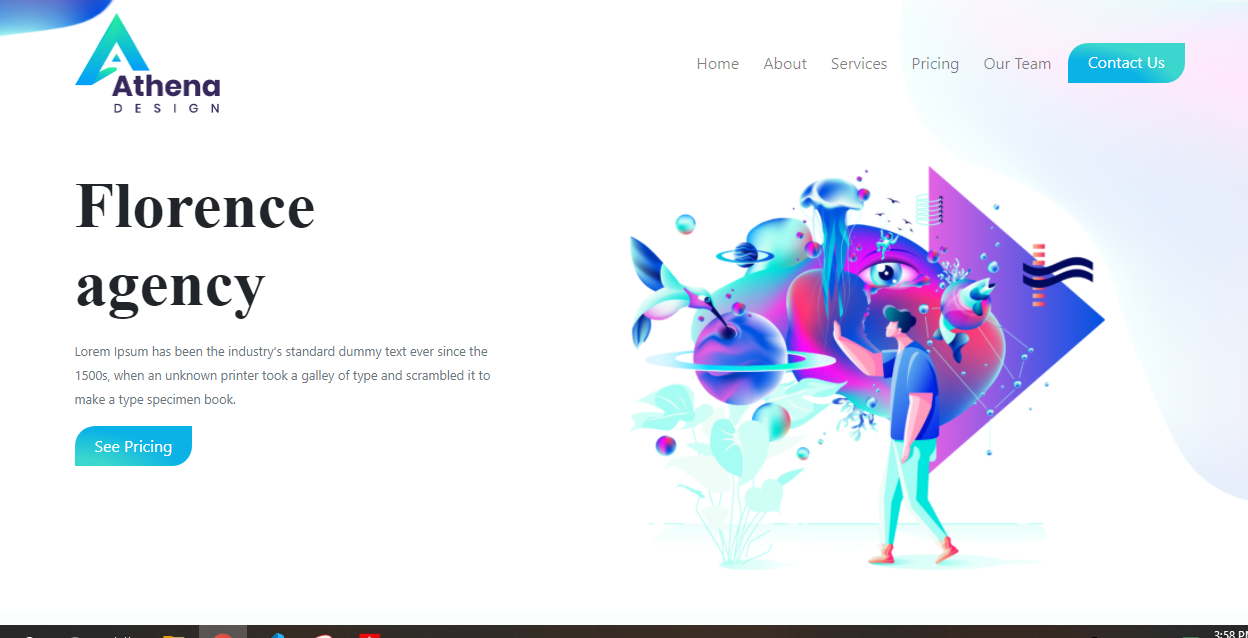 Athena
DESIGN
Home About Services Pricing Our Team Contact Us
Florence
agency
Lorem Ipsum has been the industry's standard dummy text ever since the
1500s, when an unknown printer took a galley of type and scrambled it to
make a type specimen book.
See Pricing
3:58 P